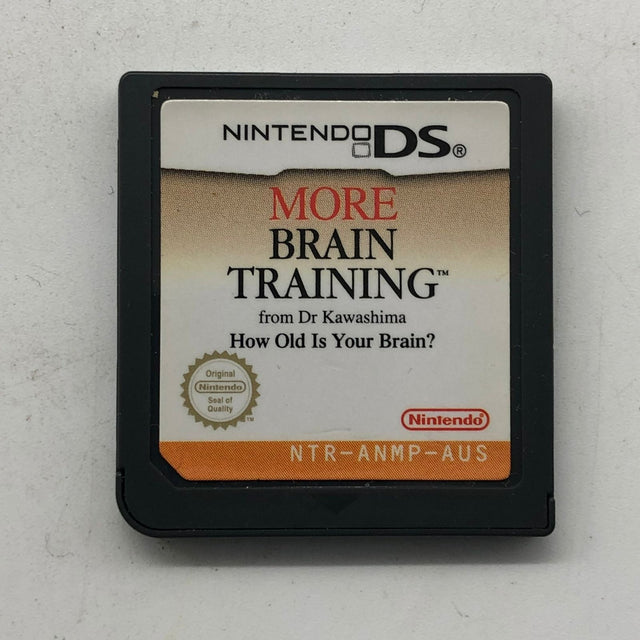 NINTENDO DS®
MORE
BRAIN
TRAINING™
from Dr Kawashima
How Old Is Your Brain?
Original
Nintendo
Seal of
Quality
TM
Nintendo®
NTR-ANMP-AUS